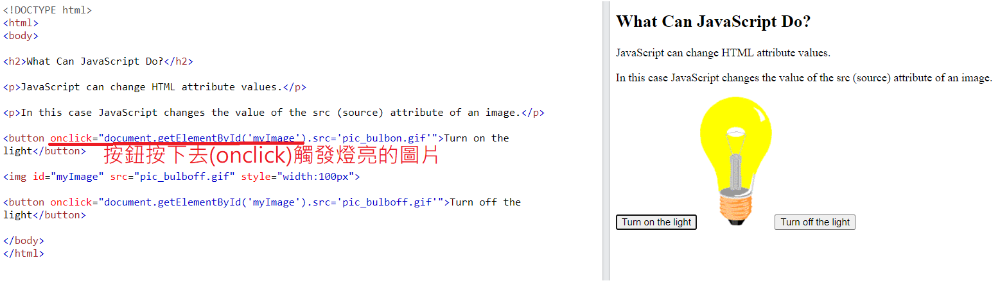 <!DOCTYPE html>
<html>
<body>
<h2>What Can JavaScript Do?</h2>
<p>JavaScript can change HTML attribute values.</p>
<p>In this case JavaScript changes the value of the src (source) attribute of an image.</p>
<button onclick="document.getElementById('myImage').src='pic_bulbon.gif'">Turn on the
light</button>
按鈕按下去(onclick)觸發燈亮的圖片
<img id="myImage" src="pic_bulboff.gif" style="width:100px">
<button onclick="document.getElementById('myImage').src='pic_bulboff.gif'">Turn off the
light</button>
</body>
</html>
What Can JavaScript Do?
JavaScript can change HTML attribute values.
In this case JavaScript changes the value of the src (source) attribute of an image.
Turn on the light
Turn off the light